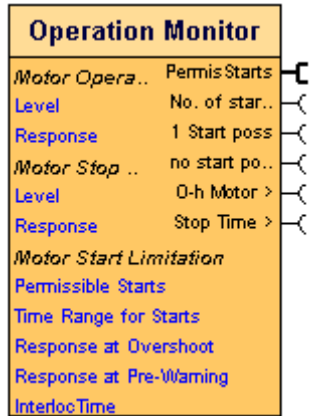 Operation Monitor
Motor Opera.. PermisStarts
Level No. of star..
Response 1 Start poss
Motor Stop .. no start po..
Level 0-h Motor >
Response Stop Time >
Motor Start Limitation
Permissible Starts
Time Range for Starts
Response at Overshoot
Response at Pre-Warning
InterlocTime